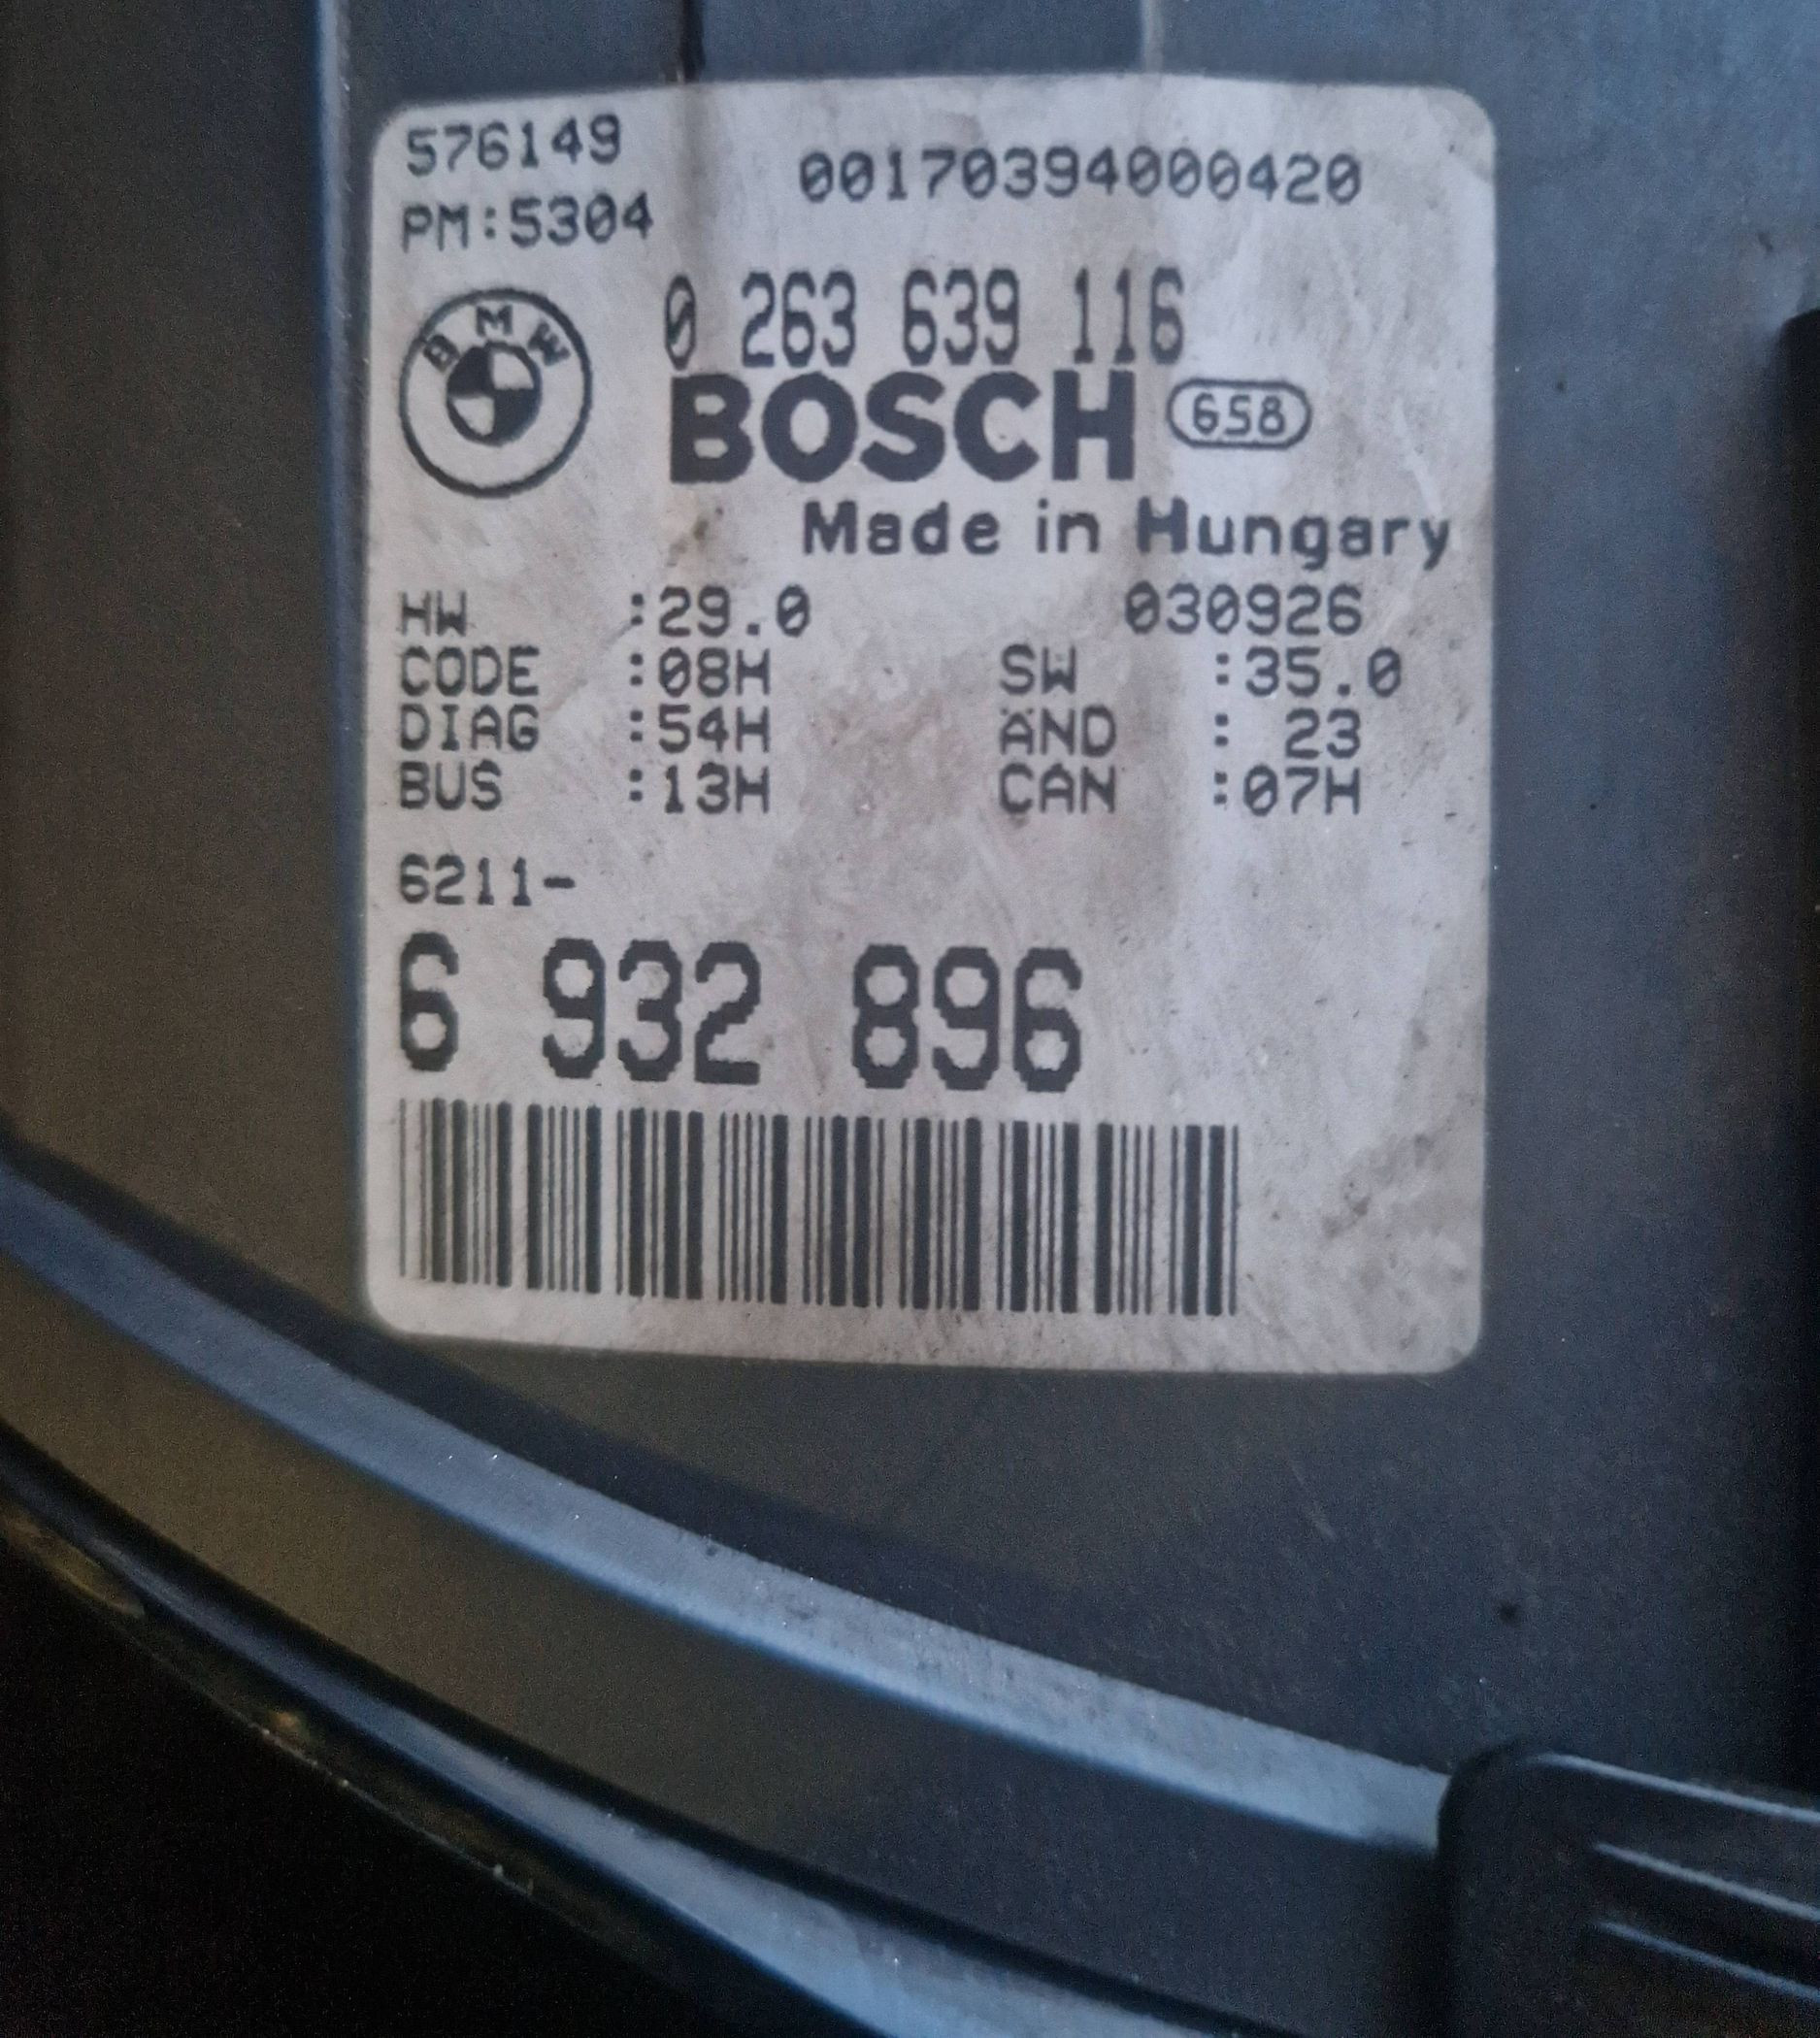 576149
001703940000420
PM:5304
0 263 639 116
BMW
BOSCH 658
Made in Hungary
HW :29.0 030926
CODE :08H SW :35.0
DIAG :54H ÄND : 23
BUS :13H CAN :07H
6211-
6 932 896